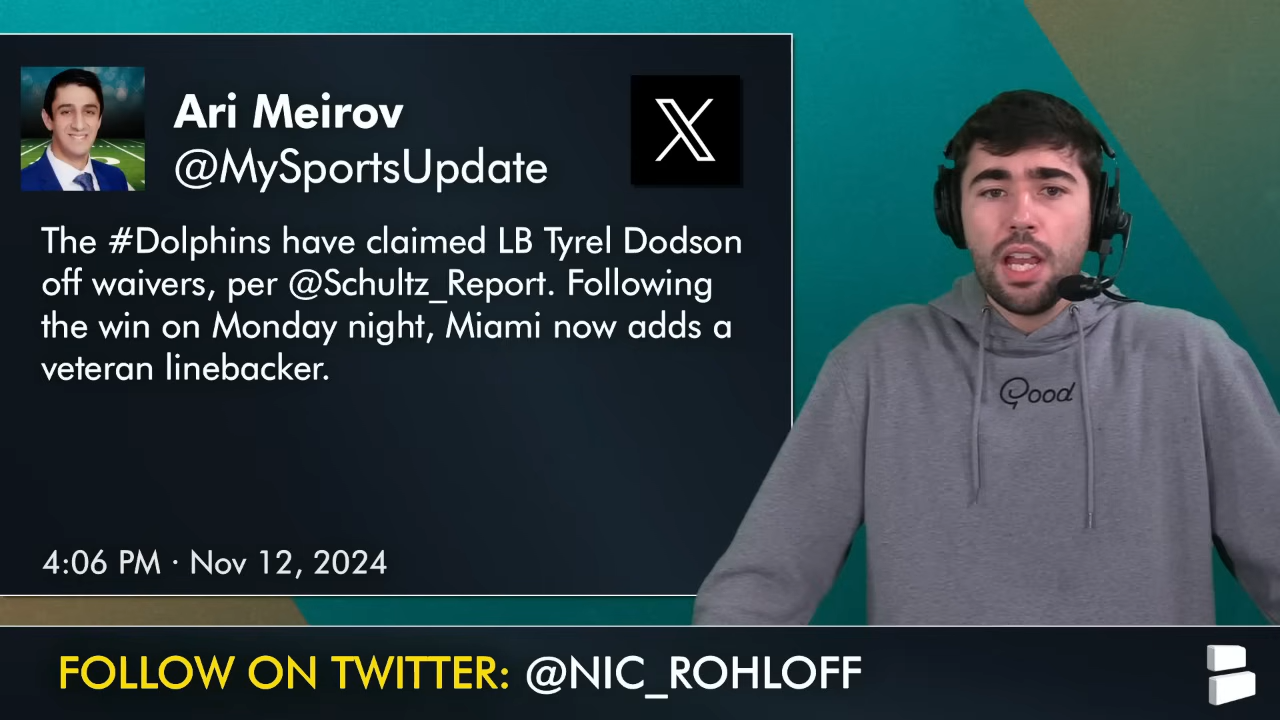 Ari Meirov
@MySportsUpdate
The #Dolphins have claimed LB Tyrel Dodson
off waivers, per @Schultz_Report. Following
the win on Monday night, Miami now adds a
veteran linebacker.
4:06 PM · Nov 12, 2024
Good
FOLLOW ON TWITTER: @NIC_ROHLOFF